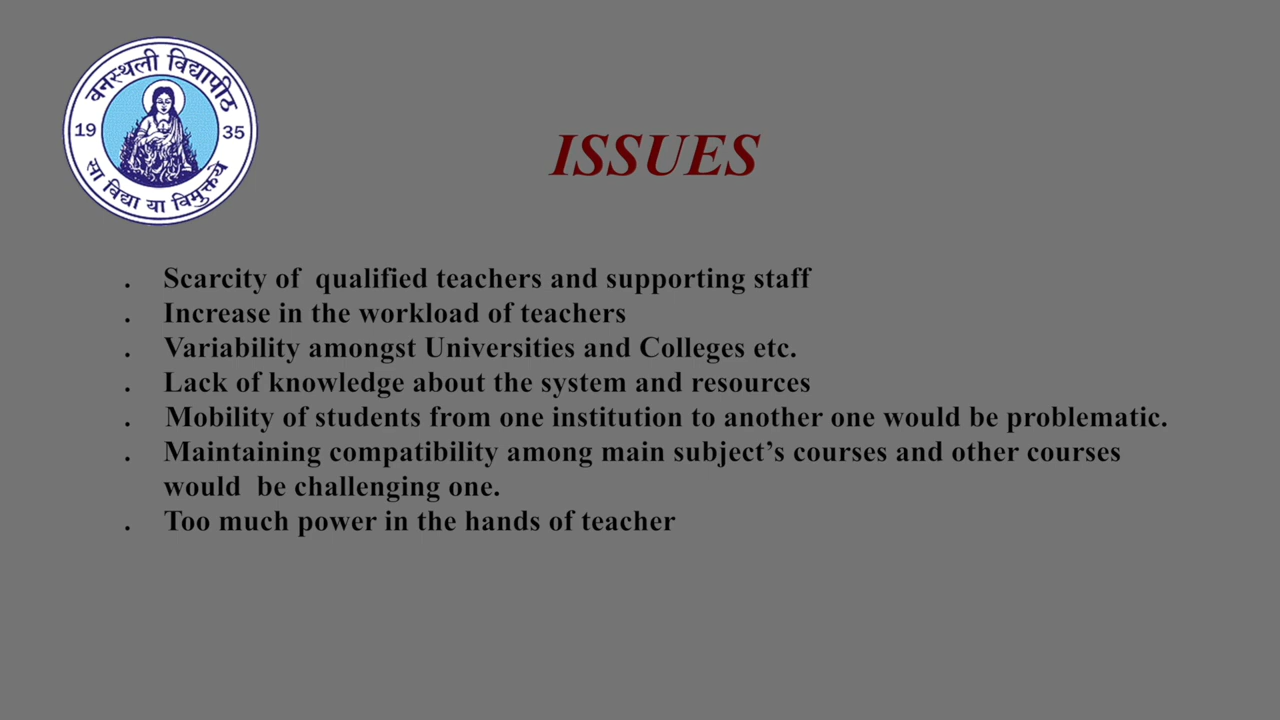 वनस्थली विद्यापीठ
19 35
सा विद्या या विमुक्तये
ISSUES
. Scarcity of qualified teachers and supporting staff
. Increase in the workload of teachers
. Variability amongst Universities and Colleges etc.
. Lack of knowledge about the system and resources
. Mobility of students from one institution to another one would be problematic.
. Maintaining compatibility among main subject’s courses and other courses
would be challenging one.
. Too much power in the hands of teacher